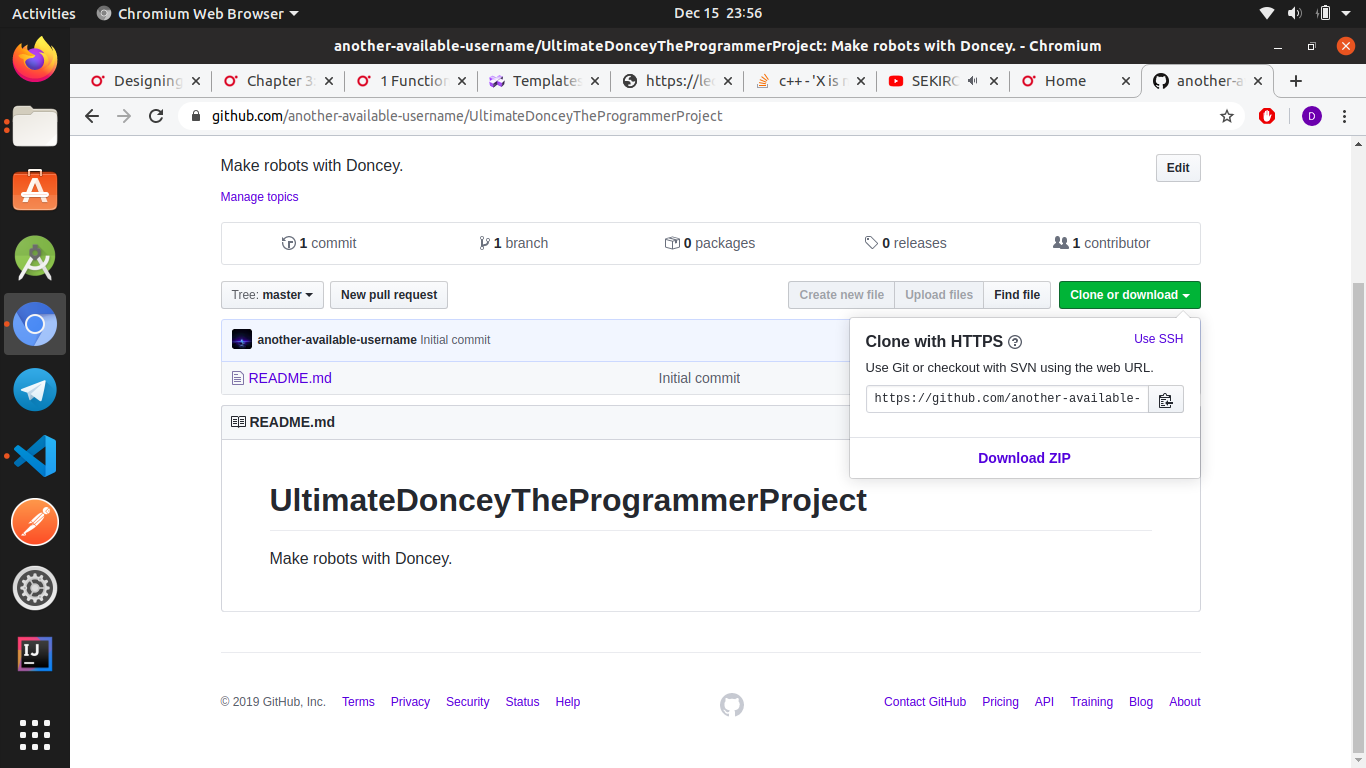 Activities Chromium Web Browser Dec 15 23:56
another-available-username/UltimateDonceyTheProgrammerProject: Make robots with Doncey. - Chromium
Designing Chapter 3: 1 Function Templates https://le c++ - 'X is n SEKIRO Home another-a
github.com/another-available-username/UltimateDonceyTheProgrammerProject D
Make robots with Doncey. Edit
Manage topics
1 commit 1 branch 0 packages 0 releases 1 contributor
Tree: master New pull request Create new file Upload files Find file Clone or download
another-available-username Initial commit
README.md Initial commit
Clone with HTTPS Use SSH
Use Git or checkout with SVN using the web URL.
https://github.com/another-available-
Download ZIP
README.md
UltimateDonceyTheProgrammerProject
Make robots with Doncey.
© 2019 GitHub, Inc. Terms Privacy Security Status Help Contact GitHub Pricing API Training Blog About
IJ